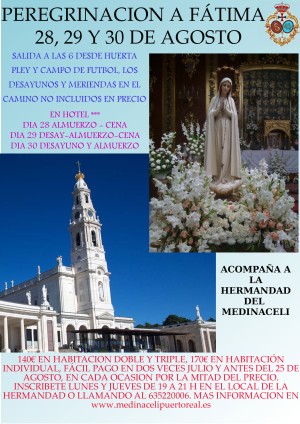 PEREGRINACION A FÁTIMA
28, 29 Y 30 DE AGOSTO
SALIDA A LAS 6 DESDE HUERTA
PLEY Y CAMPO DE FUTBOL, LOS
DESAYUNOS Y MERIENDAS EN EL
CAMINO NO INCLUIDOS EN PRECIO
EN HOTEL ***
DIA 28 ALMUERZO - CENA
DIA 29 DESAY-ALMUERZO-CENA
DIA 30 DESAYUNO Y ALMUERZO
ACOMPAÑA A
LA
HERMANDAD
DEL
MEDINACELI
140€ EN HABITACION DOBLE Y TRIPLE, 170€ EN HABITACIÓN
INDIVIDUAL, FÁCIL PAGO EN DOS VECES JULIO Y ANTES DEL 25
DE AGOSTO, EN CADA OCASION POR LA MITAD DEL PRECIO.
INSCRIBETE LUNES Y JUEVES DE 19 A 21 H EN EL LOCAL DE LA
HERMANDAD O LLAMANDO AL 635220006. MAS INFORMACION EN
www.medinacelipuertoreal.es